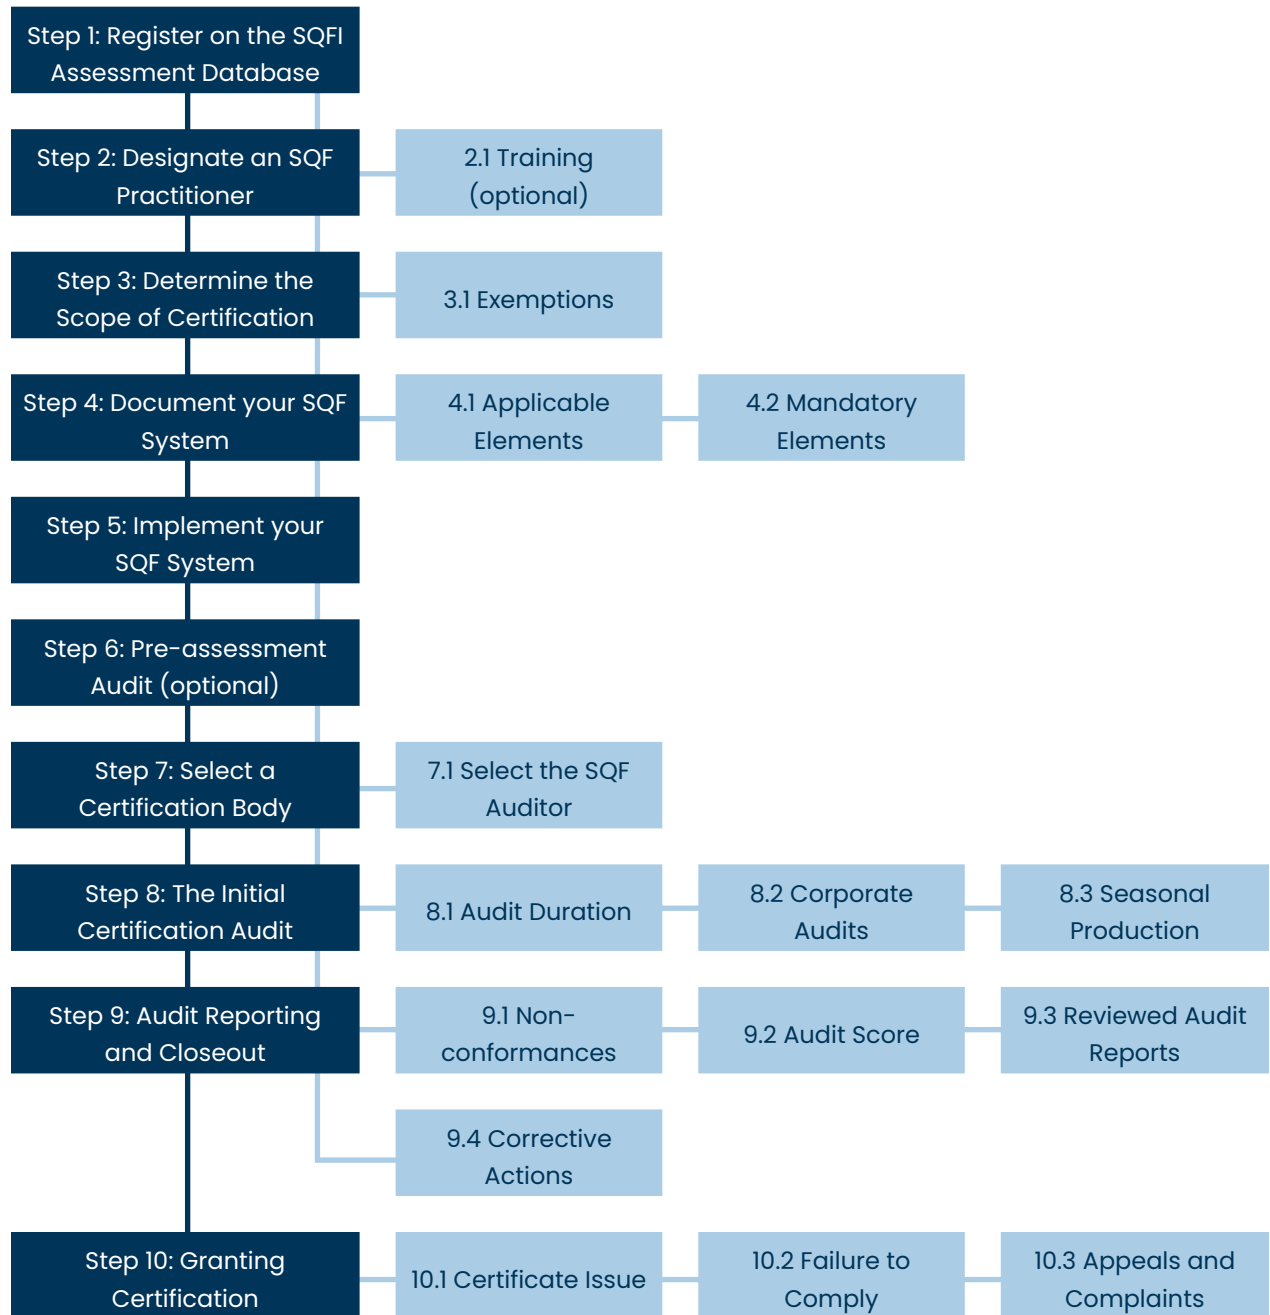 Step 1: Register on the SQFI
Assessment Database
Step 2: Designate an SQF
Practitioner
2.1 Training
(optional)
Step 3: Determine the
Scope of Certification
3.1 Exemptions
Step 4: Document your SQF
System
4.1 Applicable
Elements
4.2 Mandatory
Elements
Step 5: Implement your
SQF System
Step 6: Pre-assessment
Audit (optional)
Step 7: Select a
Certification Body
7.1 Select the SQF
Auditor
Step 8: The Initial
Certification Audit
8.1 Audit Duration
8.2 Corporate
Audits
8.3 Seasonal
Production
Step 9: Audit Reporting
and Closeout
9.1 Non-
conformances
9.2 Audit Score
9.3 Reviewed Audit
Reports
9.4 Corrective
Actions
Step 10: Granting
Certification
10.1 Certificate Issue
10.2 Failure to
Comply
10.3 Appeals and
Complaints